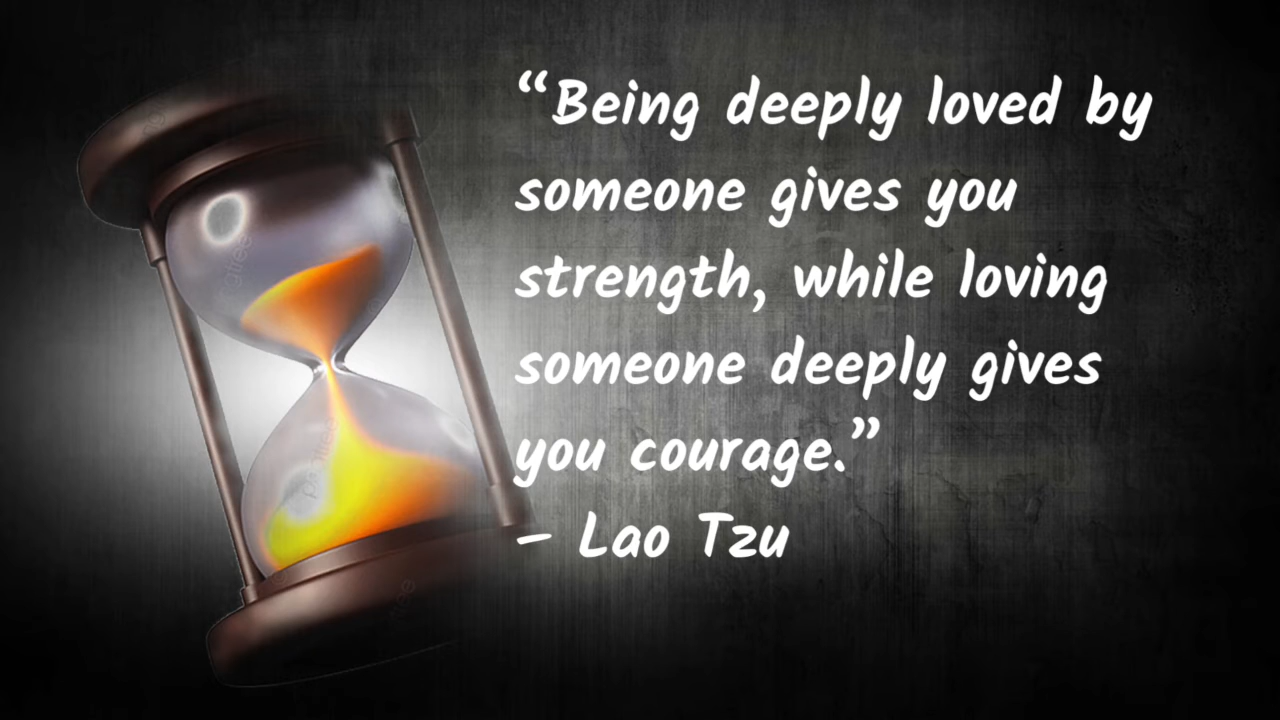 “Being deeply loved by
someone gives you
strength, while loving
someone deeply gives
you courage.”
– Lao Tzu